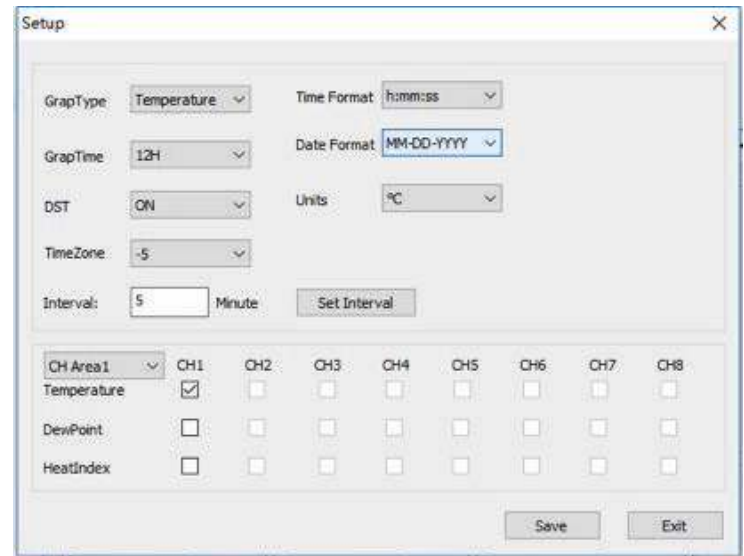 Setup
GrapType Temperature Time Format h:mm:ss
GrapTime 12H Date Format MM-DD-YYYY
DST ON Units ℃
TimeZone -5
Interval: 5 Minute Set Interval
CH Area1 CH1 CH2 CH3 CH4 CH5 CH6 CH7 CH8
Temperature
DewPoint
HeatIndex
Save Exit